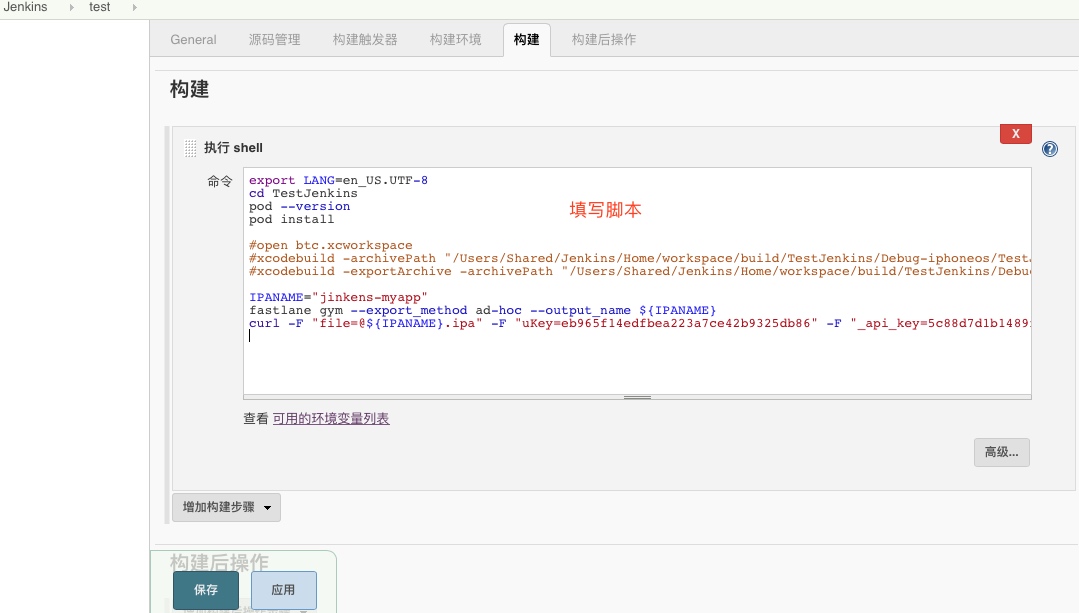 Jenkins test
General 源码管理 构建触发器 构建环境 构建 构建后操作
构建
X
执行 shell
命令
export LANG=en_US.UTF-8
cd TestJenkins
pod --version
pod install
填写脚本
#open btc.xcworkspace
#xcodebuild -archivePath "/Users/Shared/Jenkins/Home/workspace/build/TestJenkins/Debug-iphoneos/Test
#xcodebuild -exportArchive -archivePath "/Users/Shared/Jenkins/Home/workspace/build/TestJenkins/Debu
IPANAME="jinkens-myapp"
fastlane gym --export_method ad-hoc --output_name ${IPANAME}
curl -F "file=@${IPANAME}.ipa" -F "uKey=eb965f14edfbea223a7ce42b9325db86" -F "_api_key=5c88d7d1b1489
查看 可用的环境变量列表
高级...
增加构建步骤
构建后操作
保存 应用